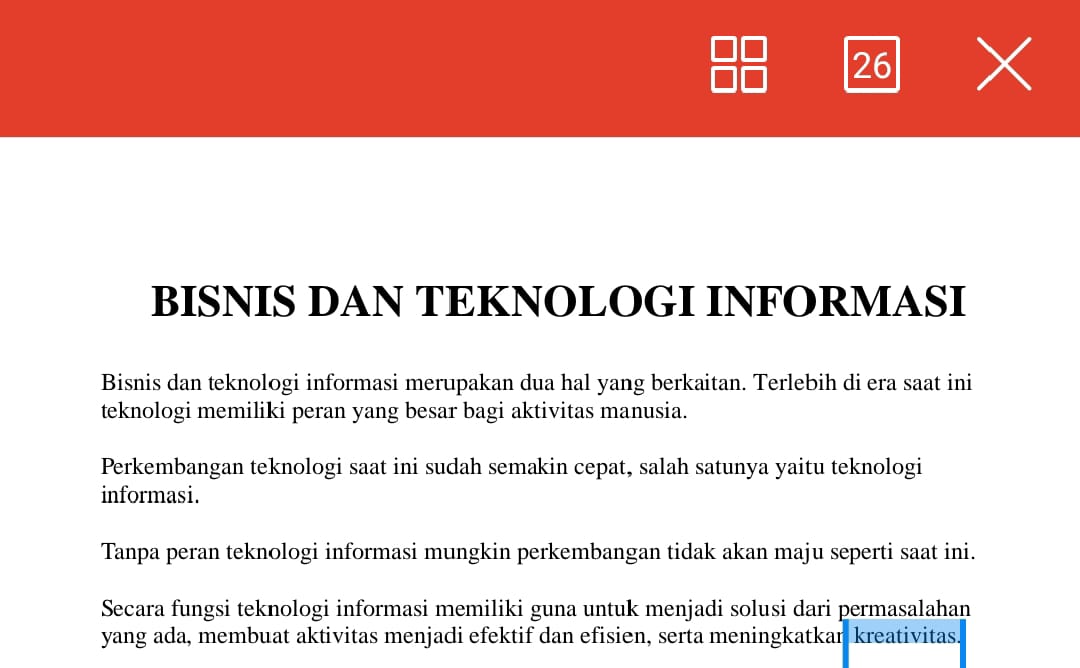 26
BISNIS DAN TEKNOLOGI INFORMASI
Bisnis dan teknologi informasi merupakan dua hal yang berkaitan. Terlebih di era saat ini
teknologi memiliki peran yang besar bagi aktivitas manusia.
Perkembangan teknologi saat ini sudah semakin cepat, salah satunya yaitu teknologi
informasi.
Tanpa peran teknologi informasi mungkin perkembangan tidak akan maju seperti saat ini.
Secara fungsi teknologi informasi memiliki guna untuk menjadi solusi dari permasalahan
yang ada, membuat aktivitas menjadi efektif dan efisien, serta meningkatkan kreativitas.